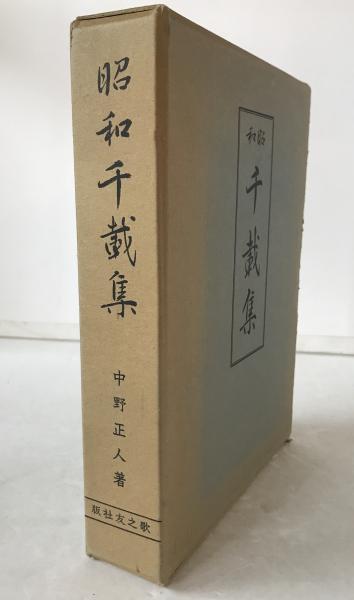 昭和千載集
中野正人著
版社友之歌
昭和
千載集